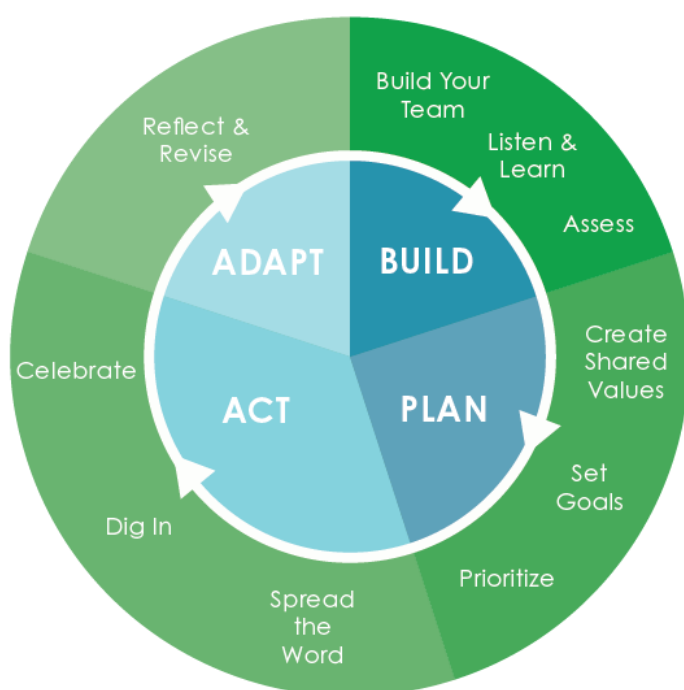 BUILD
Build Your
Team
Listen &
Learn
Assess
PLAN
Create
Shared
Values
Set
Goals
Prioritize
ACT
Spread
the
Word
Dig In
Celebrate
ADAPT
Reflect &
Revise